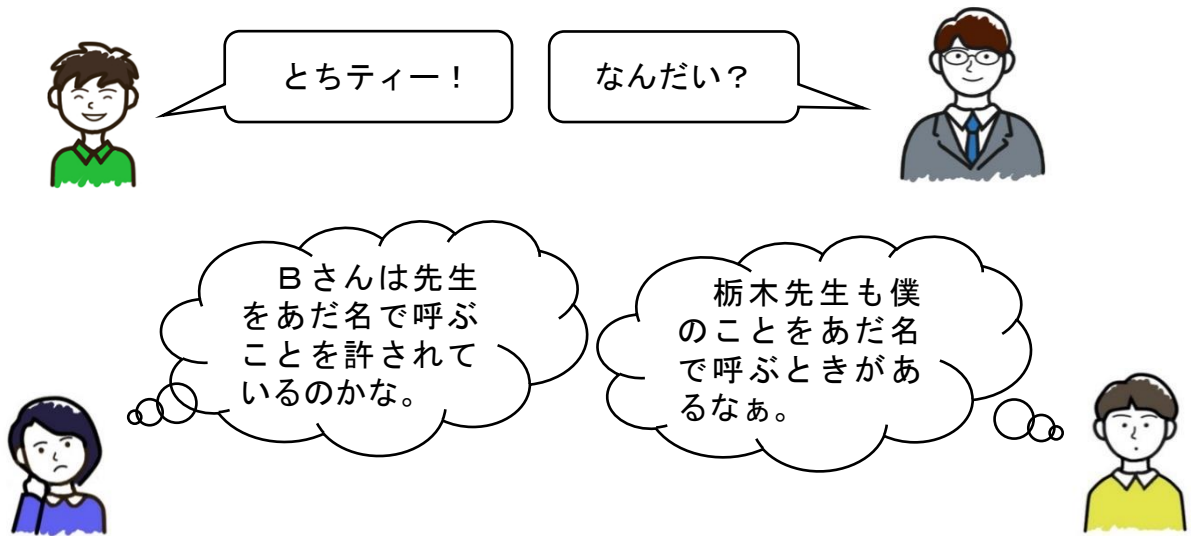 とちティー！
なんだい？
Ｂさんは先生
をあだ名で呼ぶ
ことを許されて
いるのかな。
栃木先生も僕
のことをあだ名
で呼ぶときがあ
るなぁ。